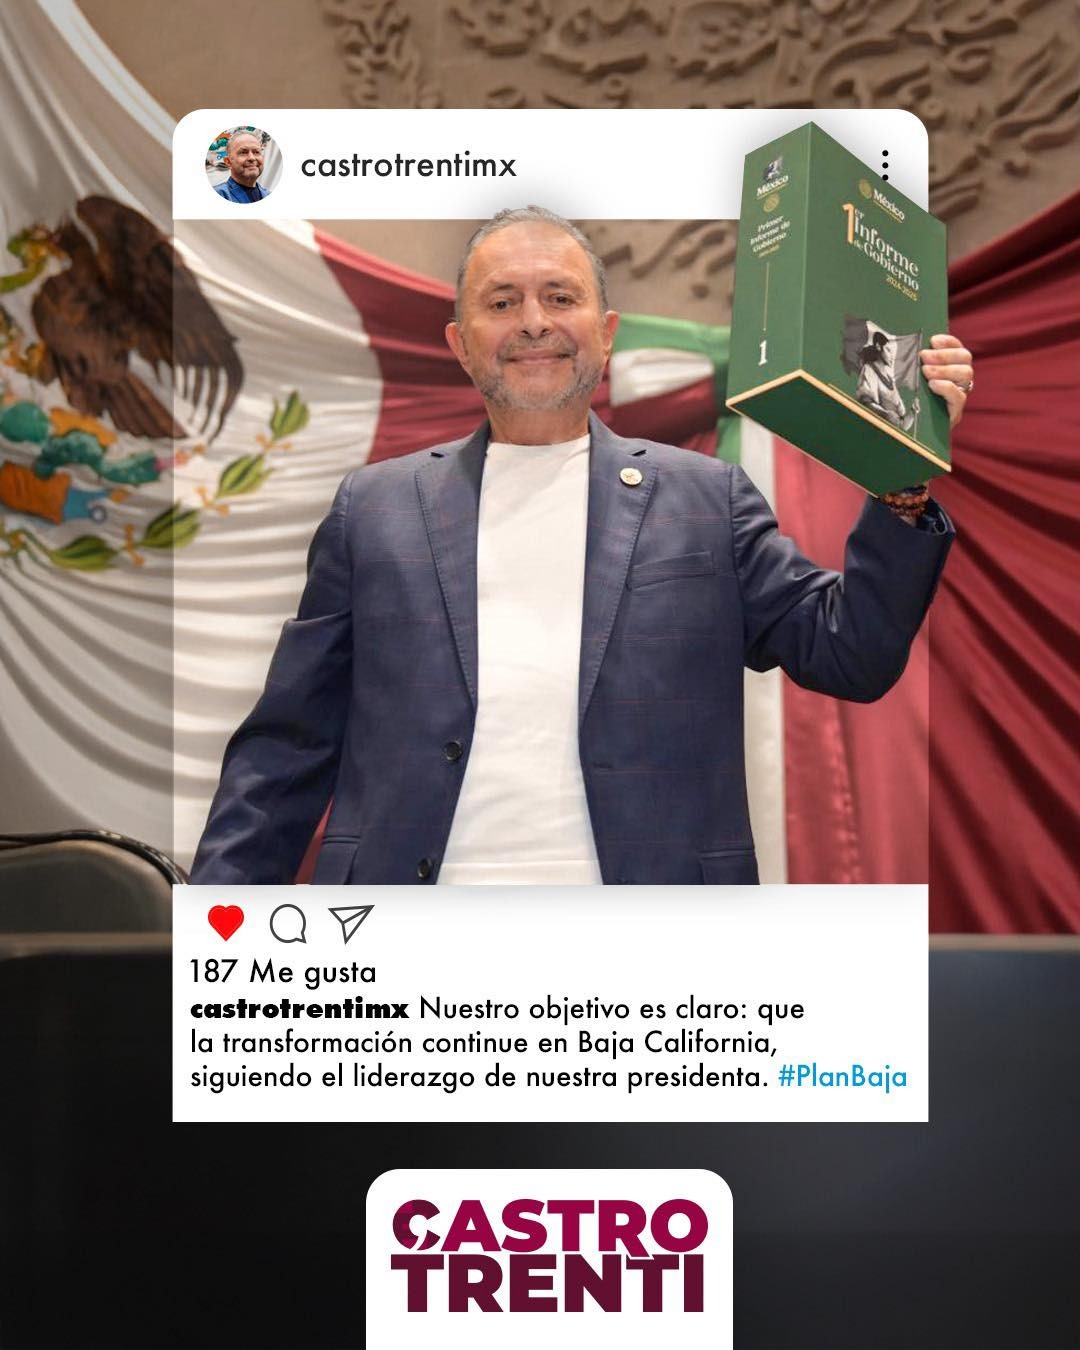 castrotrentimx
México
Primer
Informe de
Gobierno
1
México
1er Informe
de Gobierno
2024-2025
187 Me gusta
castrotrentimx Nuestro objetivo es claro: que
la transformación continue en Baja California,
siguiendo el liderazgo de nuestra presidenta. #PlanBaja
CASTRO
TRENTI